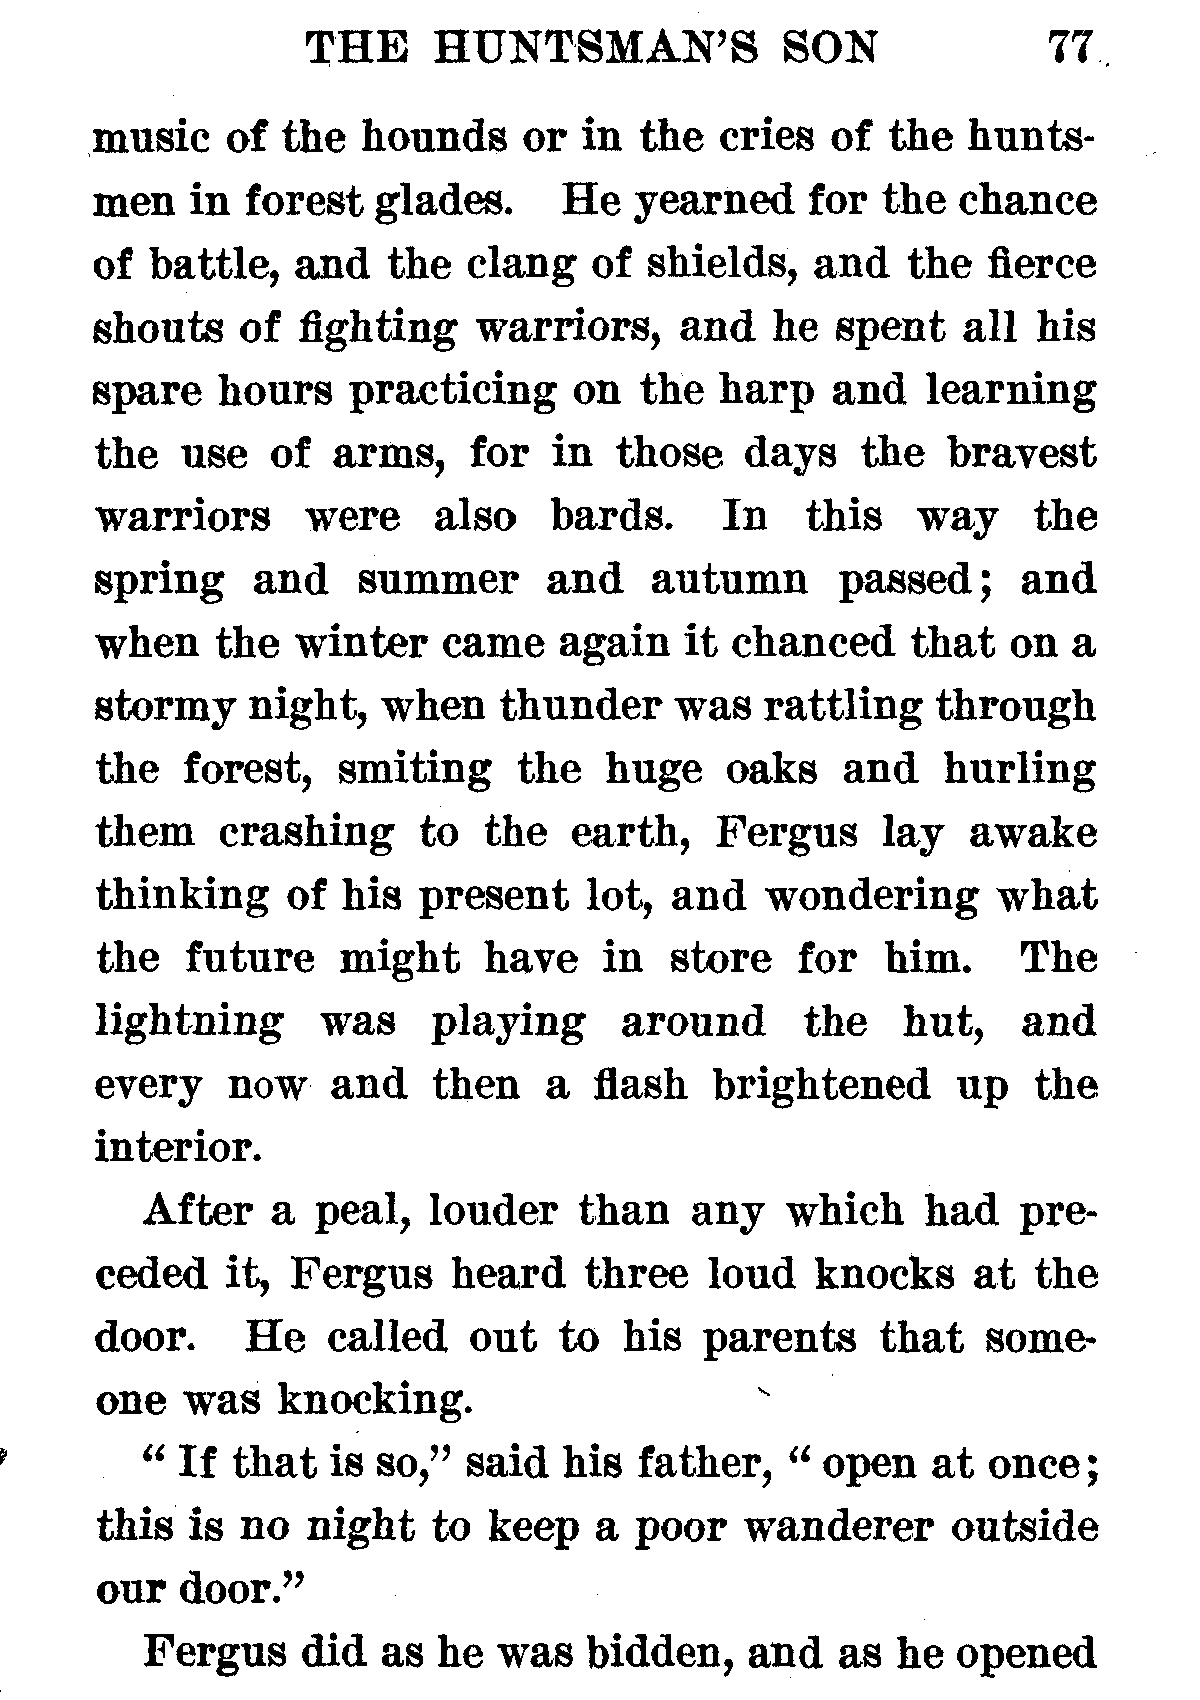 THE HUNTSMAN'S SON 77
music of the hounds or in the cries of the hunts-
men in forest glades. He yearned for the chance
of battle, and the clang of shields, and the fierce
shouts of fighting warriors, and he spent all his
spare hours practicing on the harp and learning
the use of arms, for in those days the bravest
warriors were also bards. In this way the
spring and summer and autumn passed; and
when the winter came again it chanced that on a
stormy night, when thunder was rattling through
the forest, smiting the huge oaks and hurling
them crashing to the earth, Fergus lay awake
thinking of his present lot, and wondering what
the future might have in store for him. The
lightning was playing around the hut, and
every now and then a flash brightened up the
interior.
After a peal, louder than any which had pre-
ceded it, Fergus heard three loud knocks at the
door. He called out to his parents that some-
one was knocking.
"If that is so," said his father, "open at once;
this is no night to keep a poor wanderer outside
our door."
Fergus did as he was bidden, and as he opened